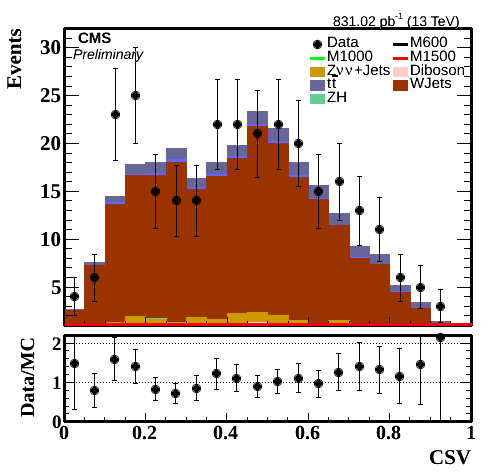 831.02 pb⁻¹ (13 TeV)
CMS
Preliminary
Data
M600
M1000
M1500
Zνν+Jets
Diboson
tt̄
WJets
ZH
Events
30
25
20
15
10
5
Data/MC
2
1
0
0 0.2 0.4 0.6 0.8 1
CSV